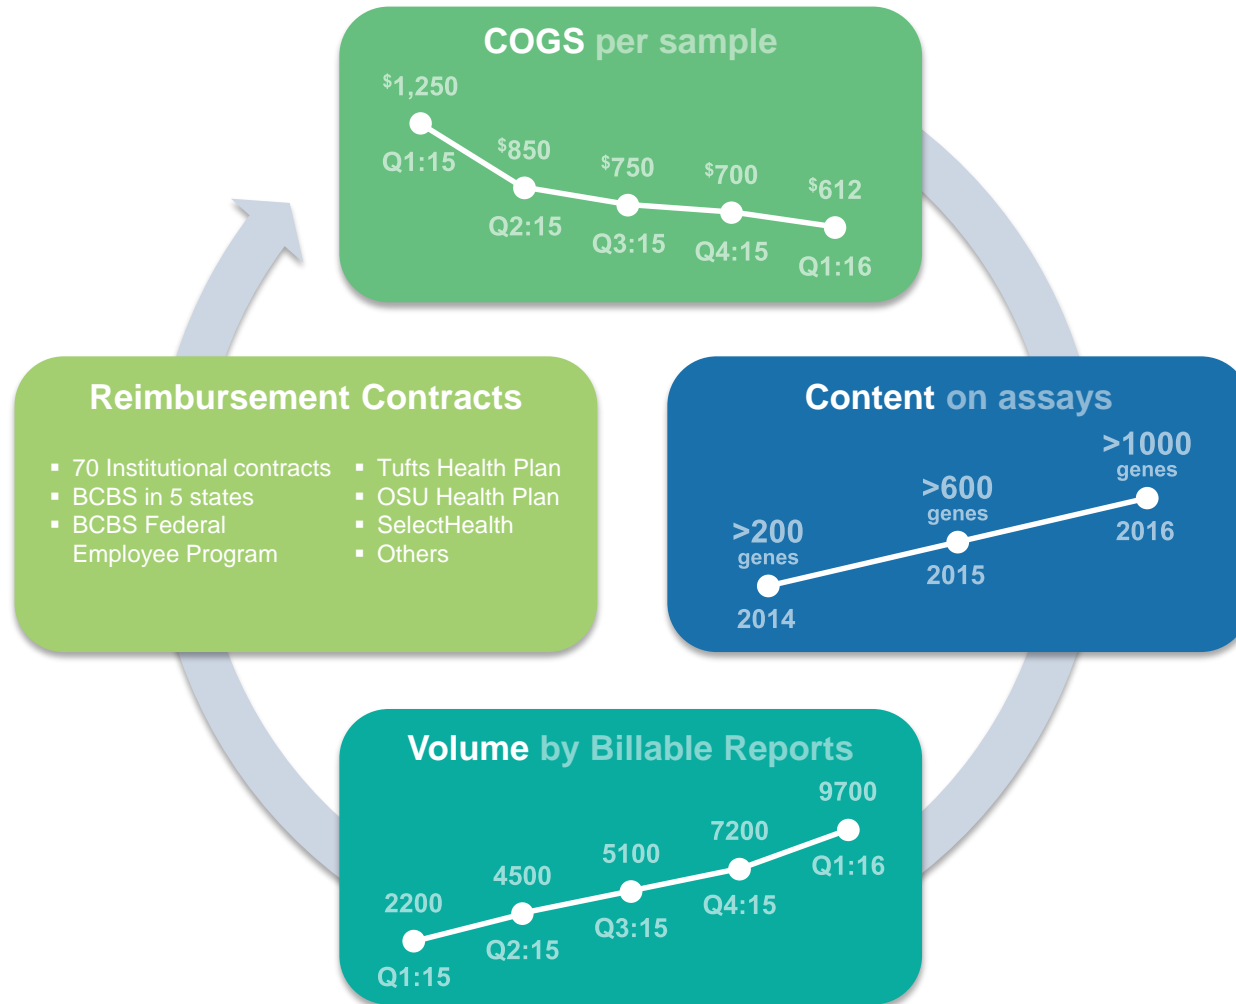 COGS per sample
$1,250
Q1:15
$850
Q2:15
$750
Q3:15
$700
Q4:15
$612
Q1:16
Reimbursement Contracts
▪ 70 Institutional contracts
▪ BCBS in 5 states
▪ BCBS Federal
Employee Program
▪ Tufts Health Plan
▪ OSU Health Plan
▪ SelectHealth
▪ Others
Content on assays
>200
genes
2014
>600
genes
2015
>1000
genes
2016
Volume by Billable Reports
2200
Q1:15
4500
Q2:15
5100
Q3:15
7200
Q4:15
9700
Q1:16